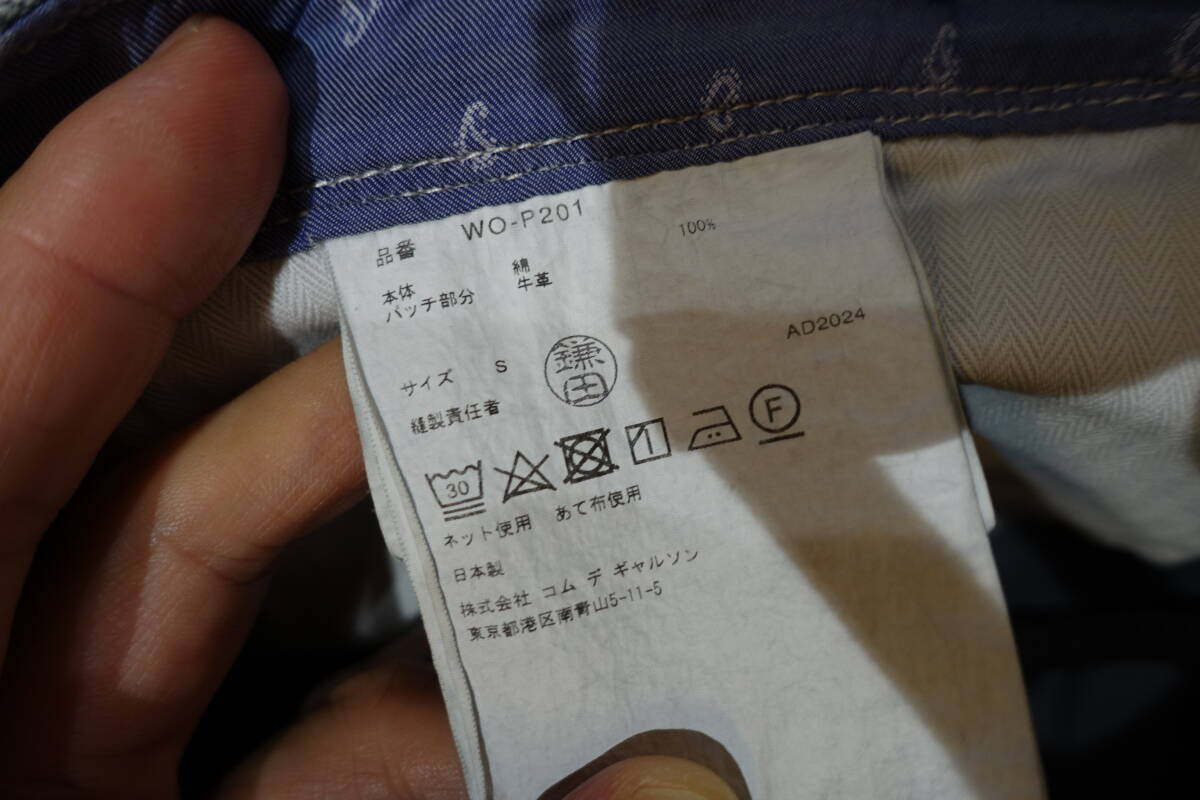 品番 WO-P201
本体 綿 100%
パッチ部分 牛革
サイズ S AD2024
縫製責任者 鎌田
30 1 F
ネット使用 あて布使用
日本製
株式会社 コム デ ギャルソン
東京都港区南青山5-11-5